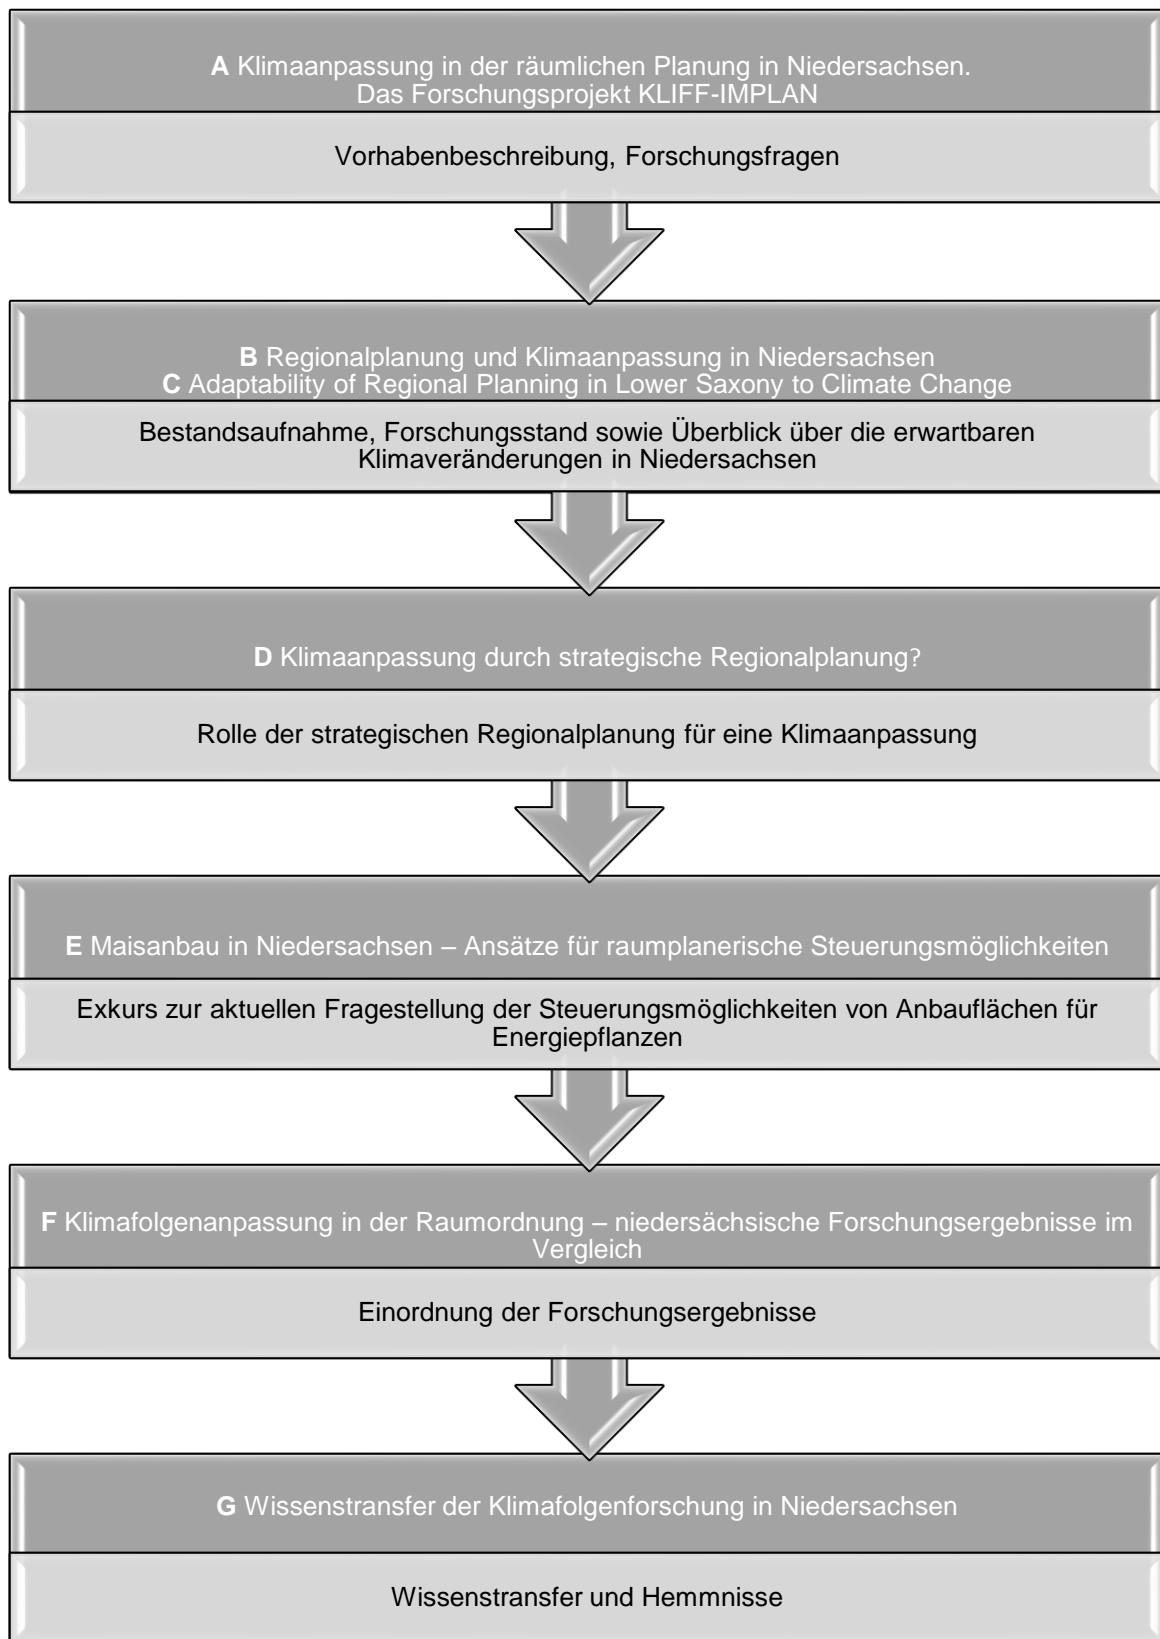 A Klimaanpassung in der räumlichen Planung in Niedersachsen.
Das Forschungsprojekt KLIFF-IMPLAN
Vorhabenbeschreibung, Forschungsfragen
B Regionalplanung und Klimaanpassung in Niedersachsen
C Adaptability of Regional Planning in Lower Saxony to Climate Change
Bestandsaufnahme, Forschungsstand sowie Überblick über die erwartbaren
Klimaveränderungen in Niedersachsen
D Klimaanpassung durch strategische Regionalplanung?
Rolle der strategischen Regionalplanung für eine Klimaanpassung
E Maisanbau in Niedersachsen – Ansätze für raumplanerische Steuerungsmöglichkeiten
Exkurs zur aktuellen Fragestellung der Steuerungsmöglichkeiten von Anbauflächen für
Energiepflanzen
F Klimafolgenanpassung in der Raumordnung – niedersächsische Forschungsergebnisse im
Vergleich
Einordnung der Forschungsergebnisse
G Wissenstransfer der Klimafolgenforschung in Niedersachsen
Wissenstransfer und Hemmnisse